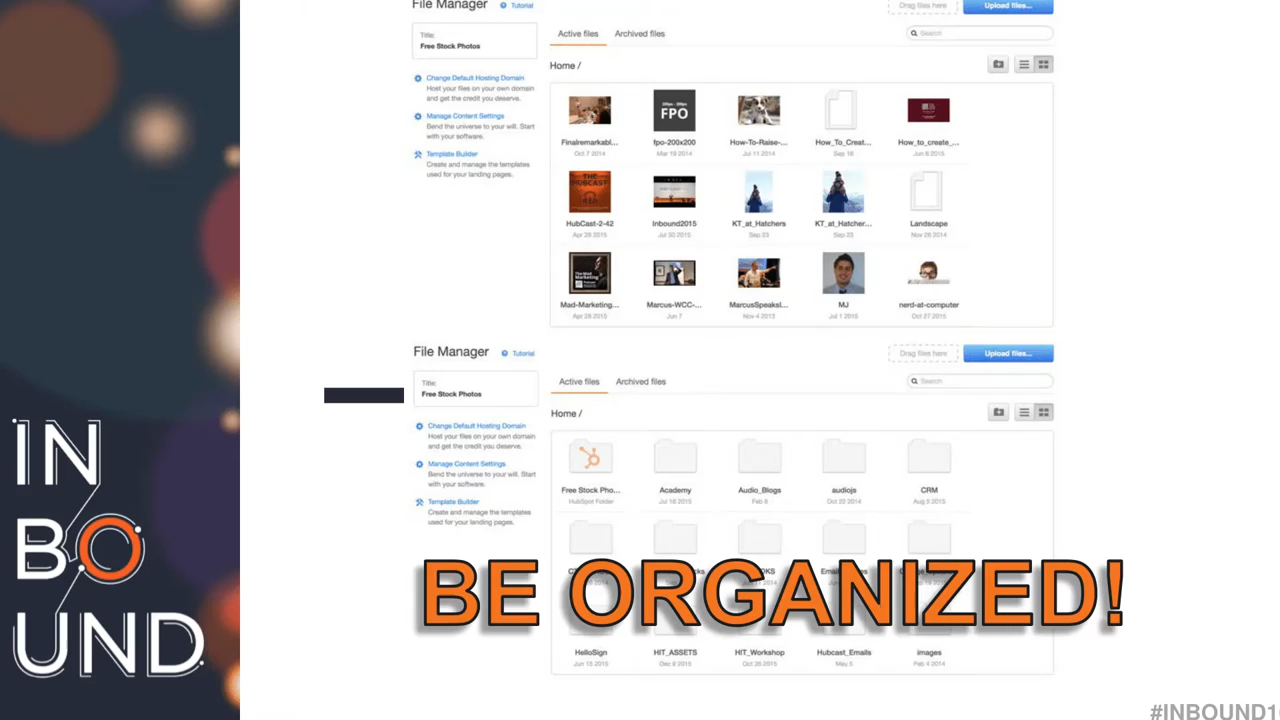 File Manager Tutorial
Drag files here
Upload files...
Title:
Free Stock Photos
Active files Archived files
Search
Home /
Change Default Hosting Domain
Host your files on your own domain
and get the credit you deserve.
Manage Content Settings
Bend the universe to your will. Start
with your software.
Template Builder
Create and manage the templates
used for your landing pages.
FPO
Finalremarkabl... fpo-200x200 How-To-Raise-... How_To_Creat... How_to_create_...
Oct 7 2014 Mar 19 2014 Jul 11 2014 Sep 16 Jun 6 2015
THE
HUBCAST
HubCast-2-42 Inbound2015 KT_at_Hatchers KT_at_Hatcher... Landscape
Apr 28 2015 Jul 30 2015 Sep 23 Sep 23 Nov 26 2014
The Mad
Marketing
Mad-Marketing... Marcus-WCC-... MarcusSpeaksI... MJ nerd-at-computer
Apr 28 2015 Jun 7 Nov 4 2013 Jul 1 2015 Oct 27 2015
File Manager Tutorial
Drag files here
Upload files...
Title:
Free Stock Photos
Active files Archived files
Search
Home /
Change Default Hosting Domain
Host your files on your own domain
and get the credit you deserve.
Manage Content Settings
Bend the universe to your will. Start
with your software.
Template Builder
Create and manage the templates
used for your landing pages.
Free Stock Pho... Academy Audio_Blogs audiojs CRM
HubSpot Folder Jul 16 2015 Feb 8 Oct 22 2014 Aug 5 2015
BE ORGANIZED!
HelloSign HIT_ASSETS HIT_Workshop Hubcast_Emails images
Jun 15 2015 Dec 8 2015 Oct 26 2015 May 5 Feb 4 2014
IN
BO
UND
#INBOUND1